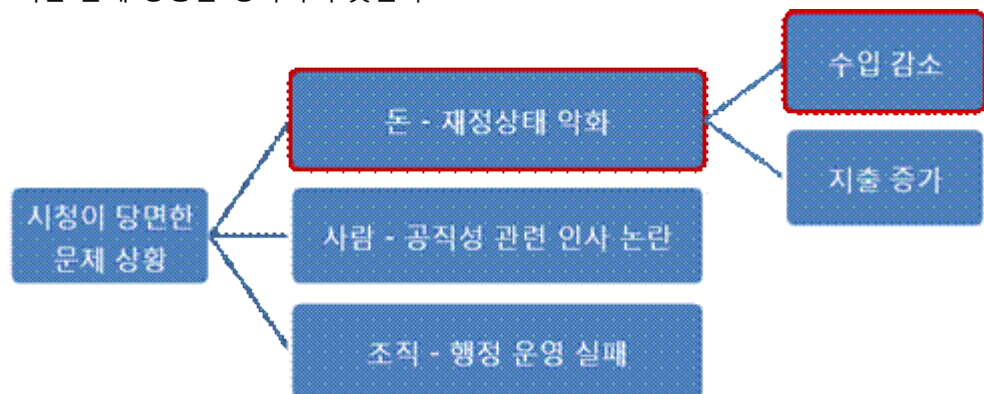 시청이 당면한
문제 상황
돈 - 재정상태 악화
사람 - 공직성 관련 인사 논란
조직 - 행정 운영 실패
수입 감소
지출 증가